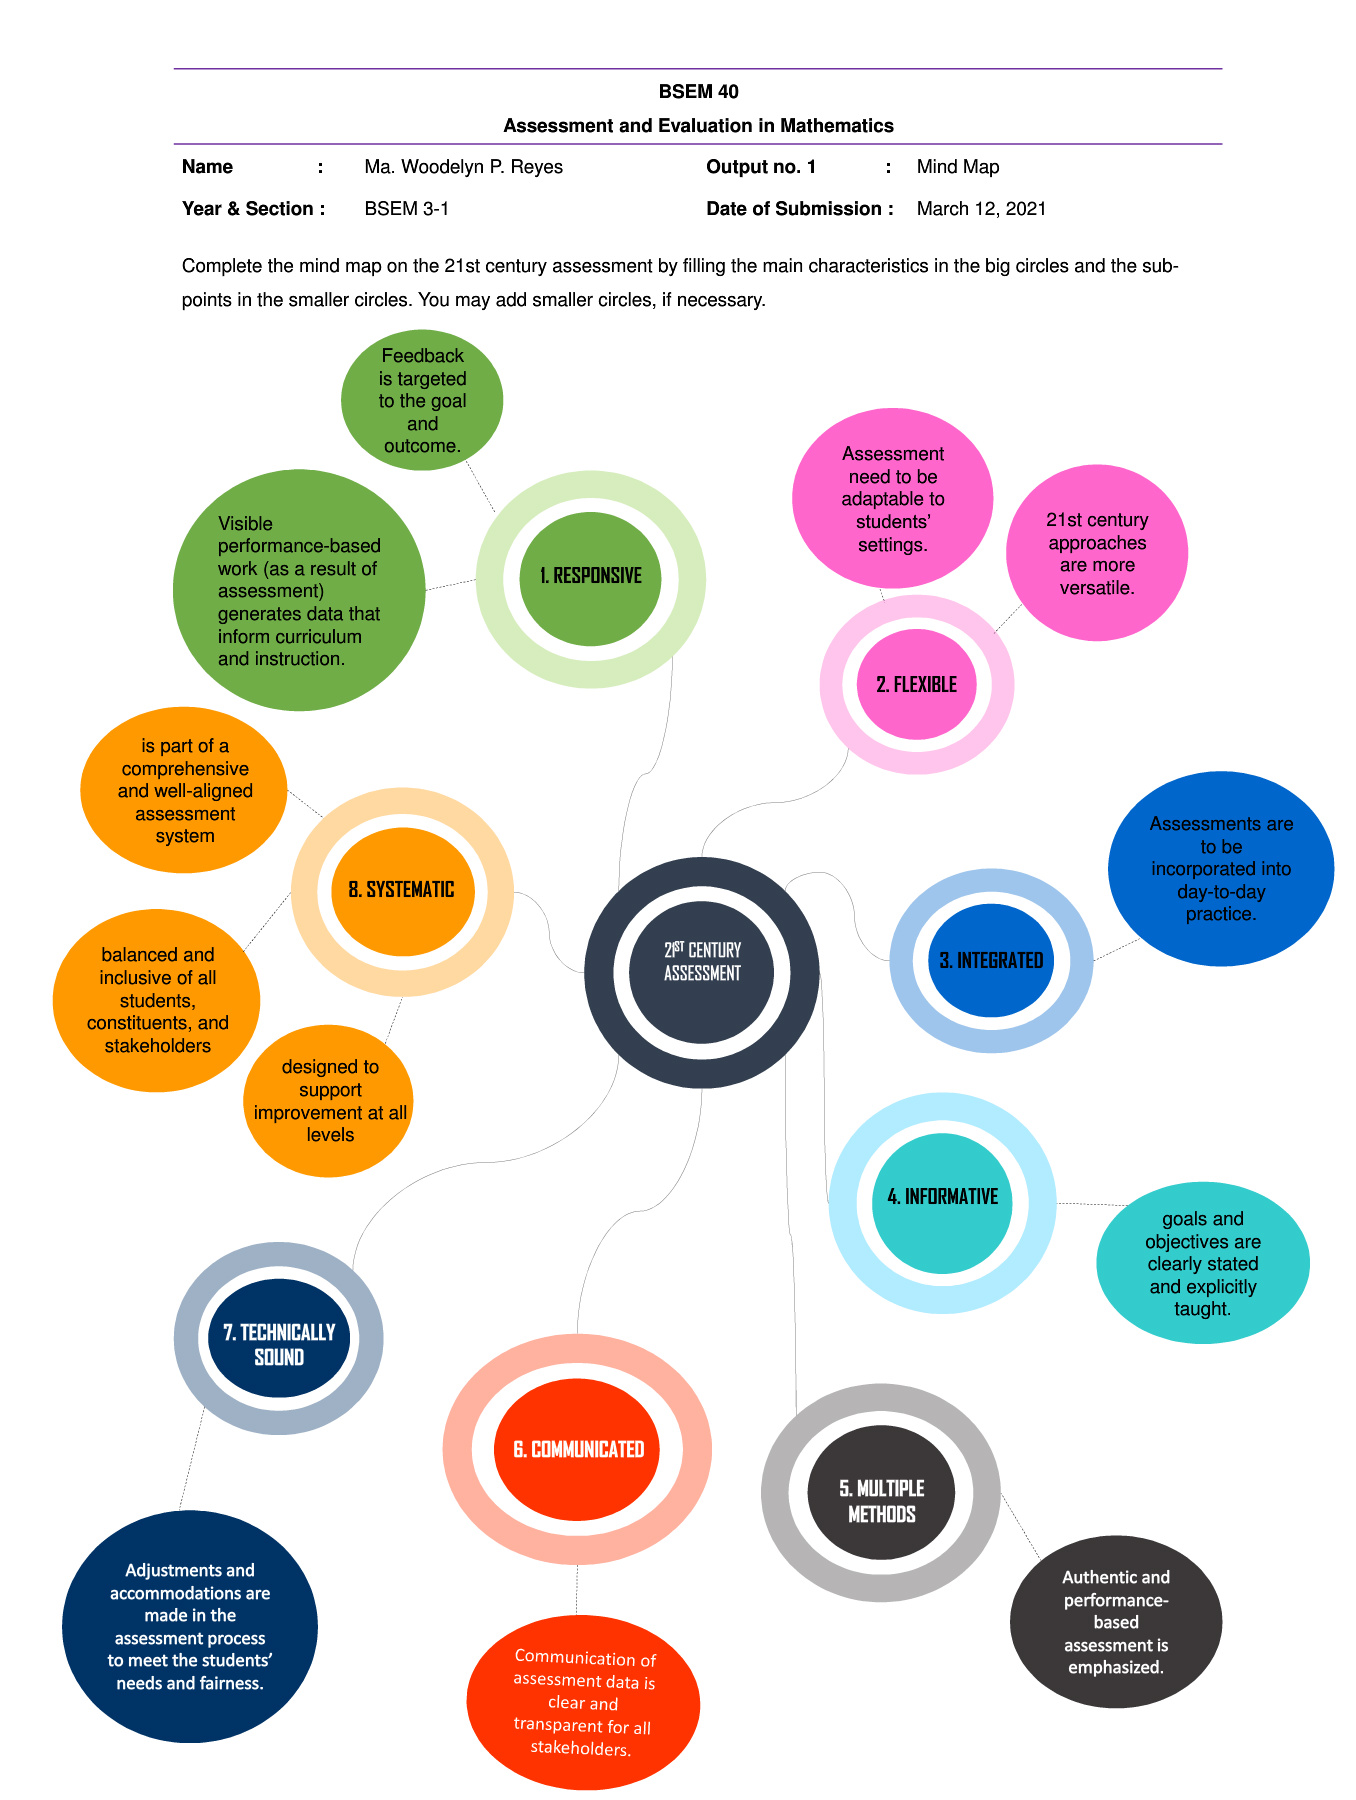 BSEM 40
Assessment and Evaluation in Mathematics
Name : Ma. Woodelyn P. Reyes Output no. 1 : Mind Map
Year & Section : BSEM 3-1 Date of Submission : March 12, 2021
Complete the mind map on the 21st century assessment by filling the main characteristics in the big circles and the sub-
points in the smaller circles. You may add smaller circles, if necessary.
Feedback
is targeted
to the goal
and
outcome.
Visible
performance-based
work (as a result of
assessment)
generates data that
inform curriculum
and instruction.
1. RESPONSIVE
Assessment
need to be
adaptable to
students’
settings.
21st century
approaches
are more
versatile.
2. FLEXIBLE
is part of a
comprehensive
and well-aligned
assessment
system
8. SYSTEMATIC
balanced and
inclusive of all
students,
constituents, and
stakeholders
designed to
support
improvement at all
levels
21ST CENTURY
ASSESSMENT
Assessments are
to be
incorporated into
day-to-day
practice.
3. INTEGRATED
4. INFORMATIVE
goals and
objectives are
clearly stated
and explicitly
taught.
7. TECHNICALLY
SOUND
6. COMMUNICATED
5. MULTIPLE
METHODS
Adjustments and
accommodations are
made in the
assessment process
to meet the students’
needs and fairness.
Communication of
assessment data is
clear and
transparent for all
stakeholders.
Authentic and
performance-
based
assessment is
emphasized.